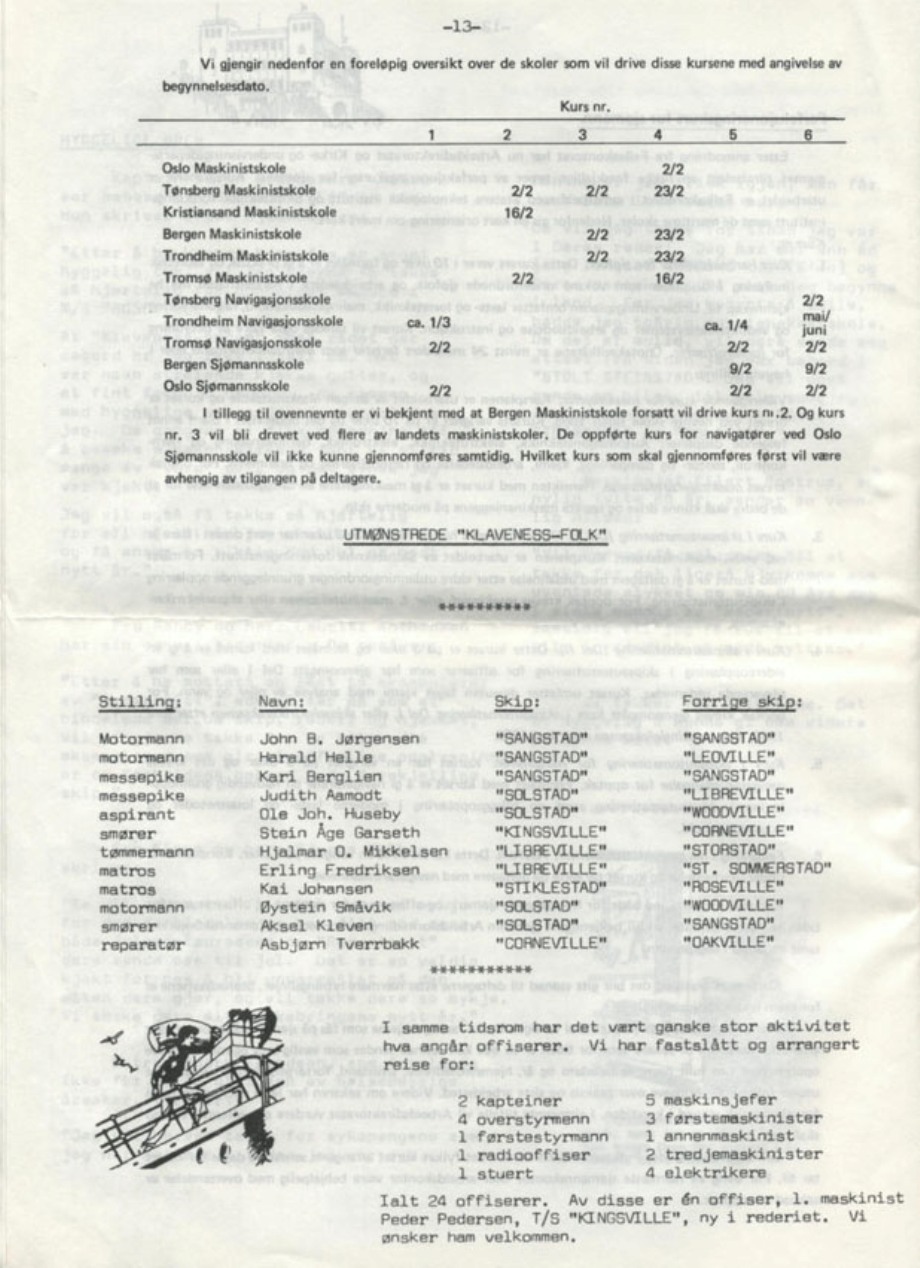 -13-
Vi gjengir nedenfor en foreløpig oversikt over de skoler som vil drive disse kursene med angivelse av
begynnelsesdato.
Kurs nr.
1 2 3 4 5 6
Oslo Maskinistskole 2/2
Tønsberg Maskinistskole 2/2 2/2 23/2
Kristiansand Maskinistskole 16/2
Bergen Maskinistskole 2/2 23/2
Trondheim Maskinistskole 2/2 23/2
Tromsø Maskinistskole 2/2 16/2
Tønsberg Navigasjonsskole 2/2
Trondheim Navigasjonsskole ca. 1/3 ca. 1/4 mai/
juni
Tromsø Navigasjonsskole 2/2 2/2 2/2
Bergen Sjømannsskole 9/2 9/2
Oslo Sjømannsskole 2/2 2/2 2/2
I tillegg til ovennevnte er vi bekjent med at Bergen Maskinistskole forsatt vil drive kurs nr.2. Og kurs
nr. 3 vil bli drevet ved flere av landets maskinistskoler. De oppførte kurs for navigatører ved Oslo
Sjømannsskole vil ikke kunne gjennomføres samtidig. Hvilket kurs som skal gjennomføres først vil være
avhengig av tilgangen på deltagere.
UTMØNSTREDE "KLAVENESS-FOLK"
**********
Stilling: Navn: Skip: Forrige skip:
Motormann John B. Jørgensen "SANGSTAD" "SANGSTAD"
motormann Harald Helle "SANGSTAD" "LEOVILLE"
messepike Kari Berglien "SANGSTAD" "SANGSTAD"
messepike Judith Aamodt "SOLSTAD" "LIBREVILLE"
aspirant Ole Joh. Huseby "SOLSTAD" "WOODVILLE"
smører Stein Åge Garseth "KINGSVILLE" "CORNEVILLE"
tømmermann Hjalmar O. Mikkelsen "LIBREVILLE" "STORSTAD"
matros Erling Fredriksen "LIBREVILLE" "ST. SOMMERSTAD"
matros Kai Johansen "STIKLESTAD" "ROSEVILLE"
motormann Øystein Småvik "SOLSTAD" "WOODVILLE"
smører Aksel Kleven "SOLSTAD" "SANGSTAD"
reparatør Asbjørn Tverrbakk "CORNEVILLE" "OAKVILLE"
***********
I samme tidsrom har det vært ganske stor aktivitet
hva angår offiserer. Vi har fastslått og arrangert
reise for:
2 kapteiner 5 maskinsjefer
4 overstyrmenn 3 førstemaskinister
1 førstestyrmann 1 annenmaskinist
1 radiooffiser 2 tredjemaskinister
1 stuert 4 elektrikere
Ialt 24 offiserer. Av disse er én offiser, 1. maskinist
Peder Pedersen, T/S "KINGSVILLE", ny i rederiet. Vi
ønsker ham velkommen.